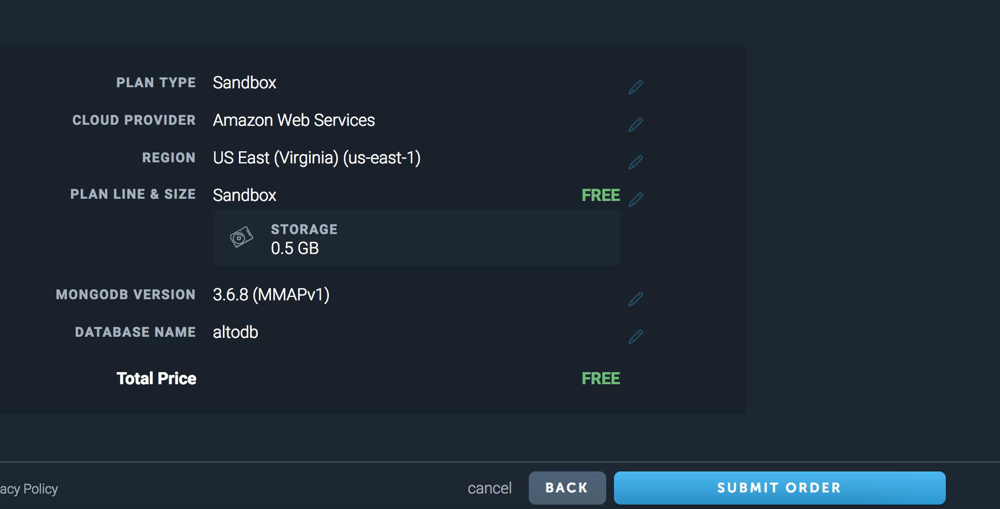 PLAN TYPE Sandbox
CLOUD PROVIDER Amazon Web Services
REGION US East (Virginia) (us-east-1)
PLAN LINE & SIZE Sandbox FREE
STORAGE
0.5 GB
MONGODB VERSION 3.6.8 (MMAPv1)
DATABASE NAME altodb
Total Price FREE
acy Policy cancel BACK SUBMIT ORDER